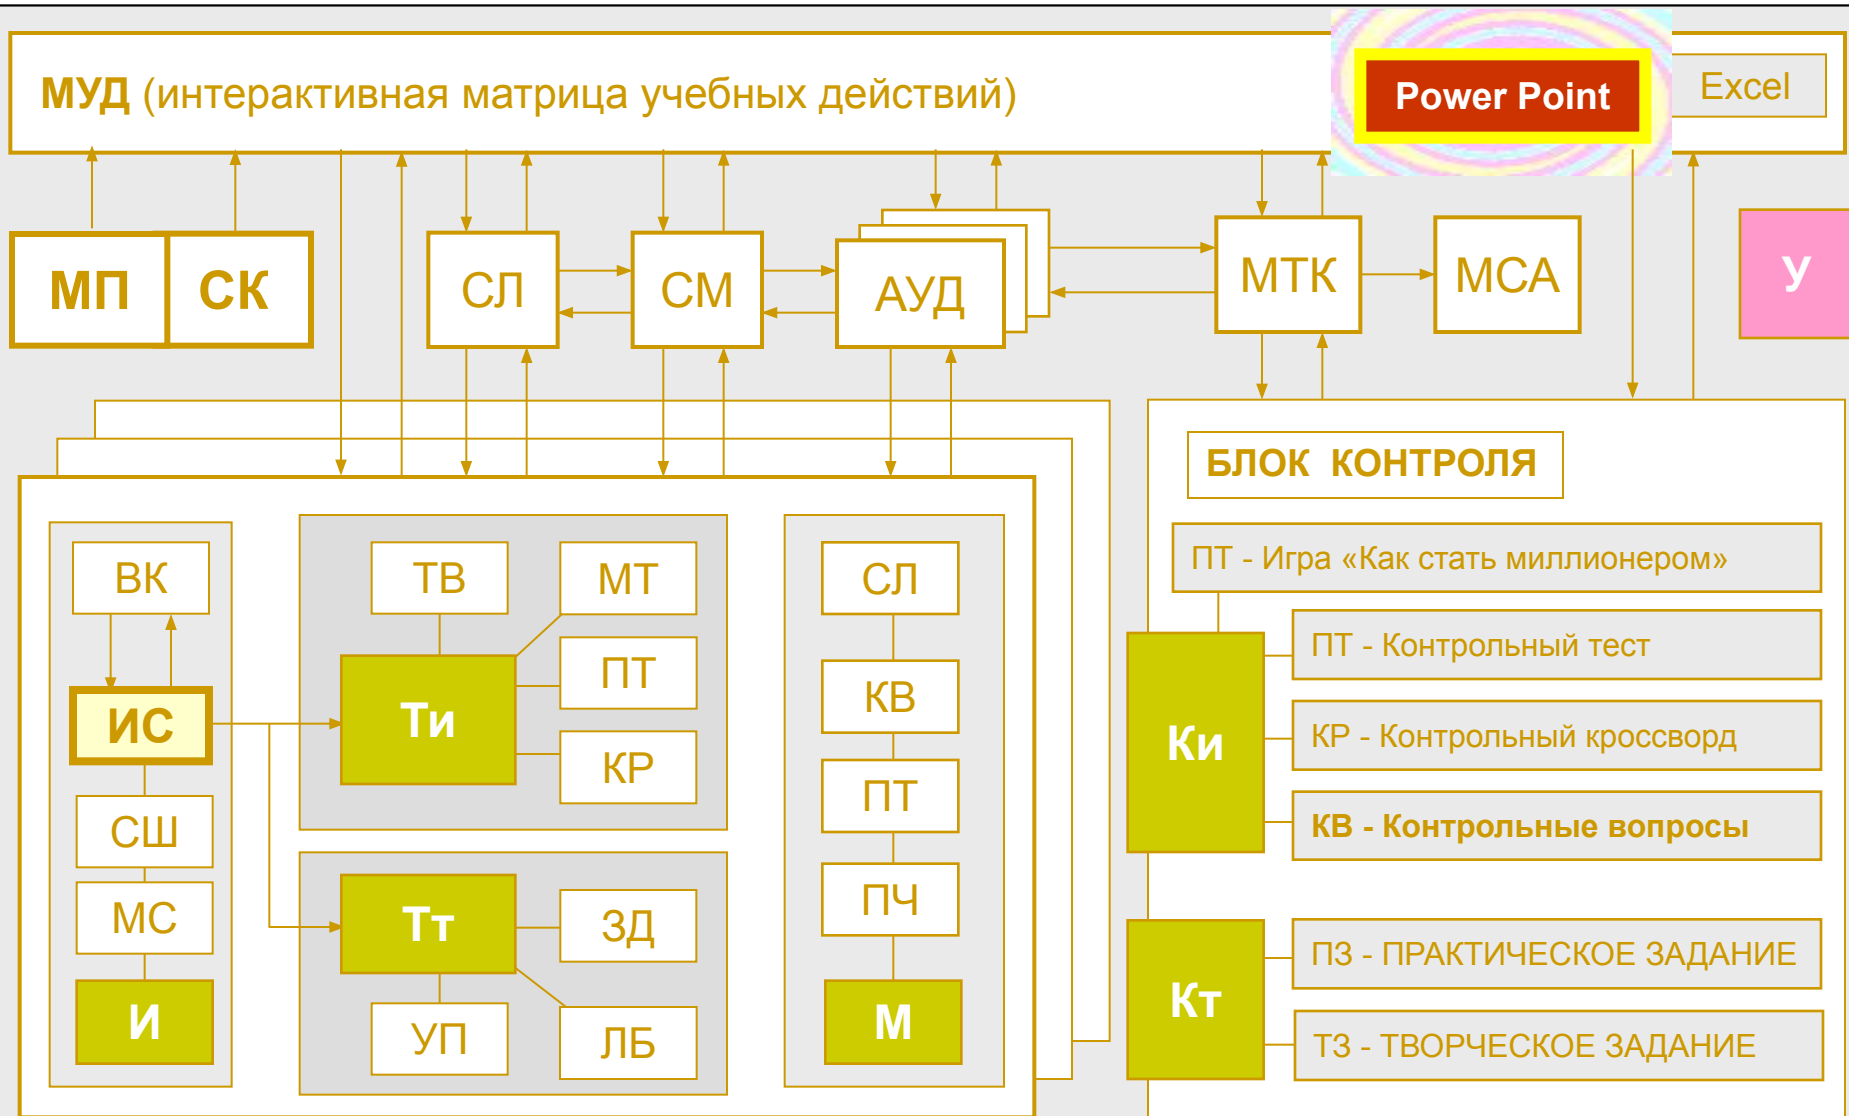 МУД (интерактивная матрица учебных действий)
Power Point
Excel
МП
СК
СЛ
СМ
АУД
МТК
МСА
У
БЛОК КОНТРОЛЯ
ВК
ИС
СШ
МС
И
ТВ
МТ
ПТ
КР
Ти
Тт
ЗД
УП
ЛБ
СЛ
КВ
ПТ
ПЧ
М
ПТ - Игра «Как стать миллионером»
Ки
ПТ - Контрольный тест
КР - Контрольный кроссворд
КВ - Контрольные вопросы
Кт
ПЗ - ПРАКТИЧЕСКОЕ ЗАДАНИЕ
ТЗ - ТВОРЧЕСКОЕ ЗАДАНИЕ